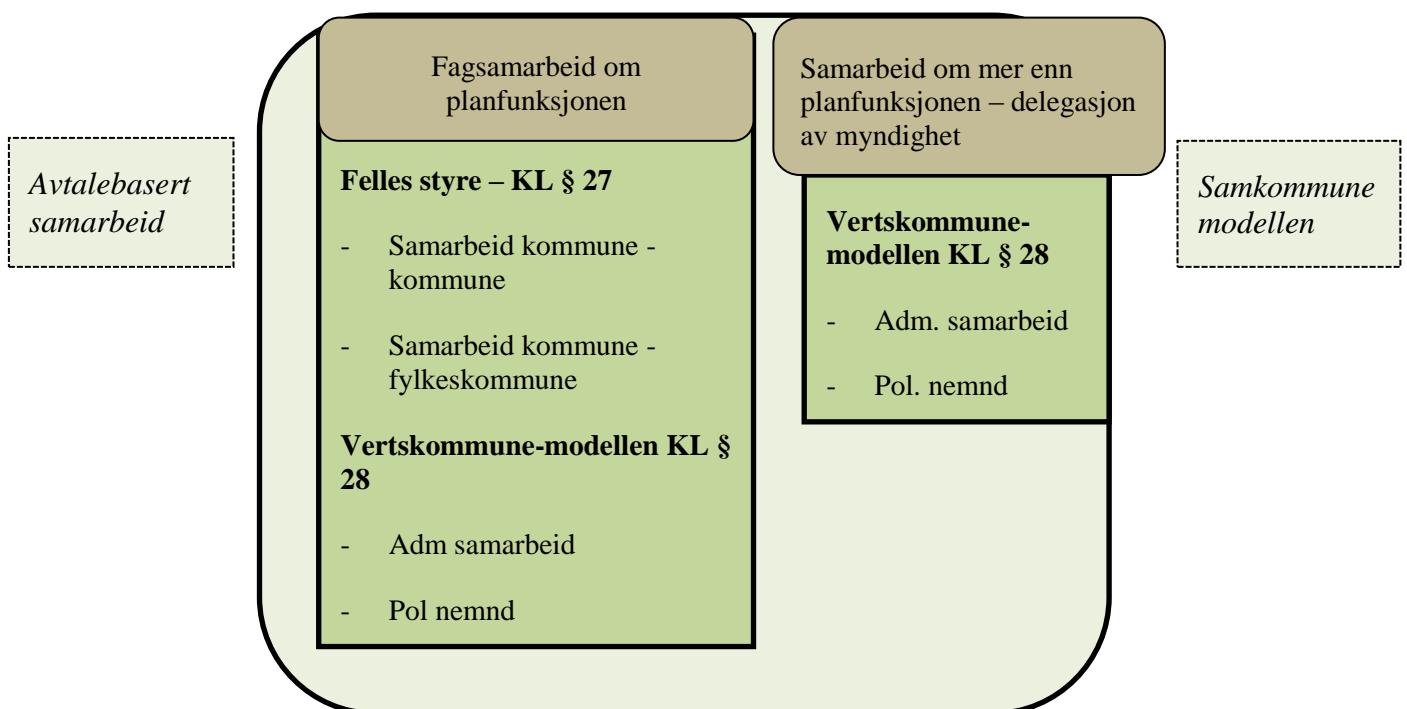 Avtalebasert
samarbeid
Fagsamarbeid om
planfunksjonen
Felles styre – KL § 27
- Samarbeid kommune -
kommune
- Samarbeid kommune -
fylkeskommune
Vertskommune-modellen KL §
28
- Adm samarbeid
- Pol nemnd
Samarbeid om mer enn
planfunksjonen – delegasjon
av myndighet
Vertskommune-
modellen KL § 28
- Adm. samarbeid
- Pol. nemnd
Samkommune
modellen